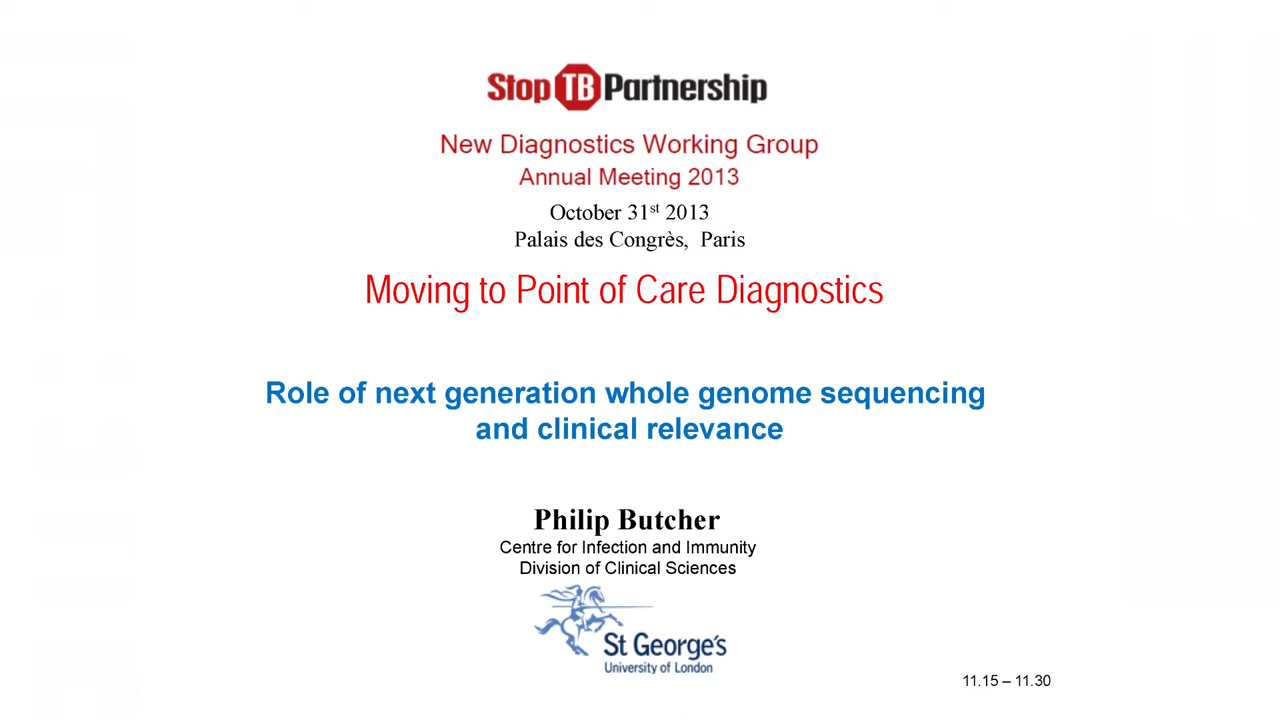 Stop TB Partnership
New Diagnostics Working Group
Annual Meeting 2013
October 31st 2013
Palais des Congrès, Paris
Moving to Point of Care Diagnostics
Role of next generation whole genome sequencing
and clinical relevance
Philip Butcher
Centre for Infection and Immunity
Division of Clinical Sciences
St George's
University of London
11.15 – 11.30